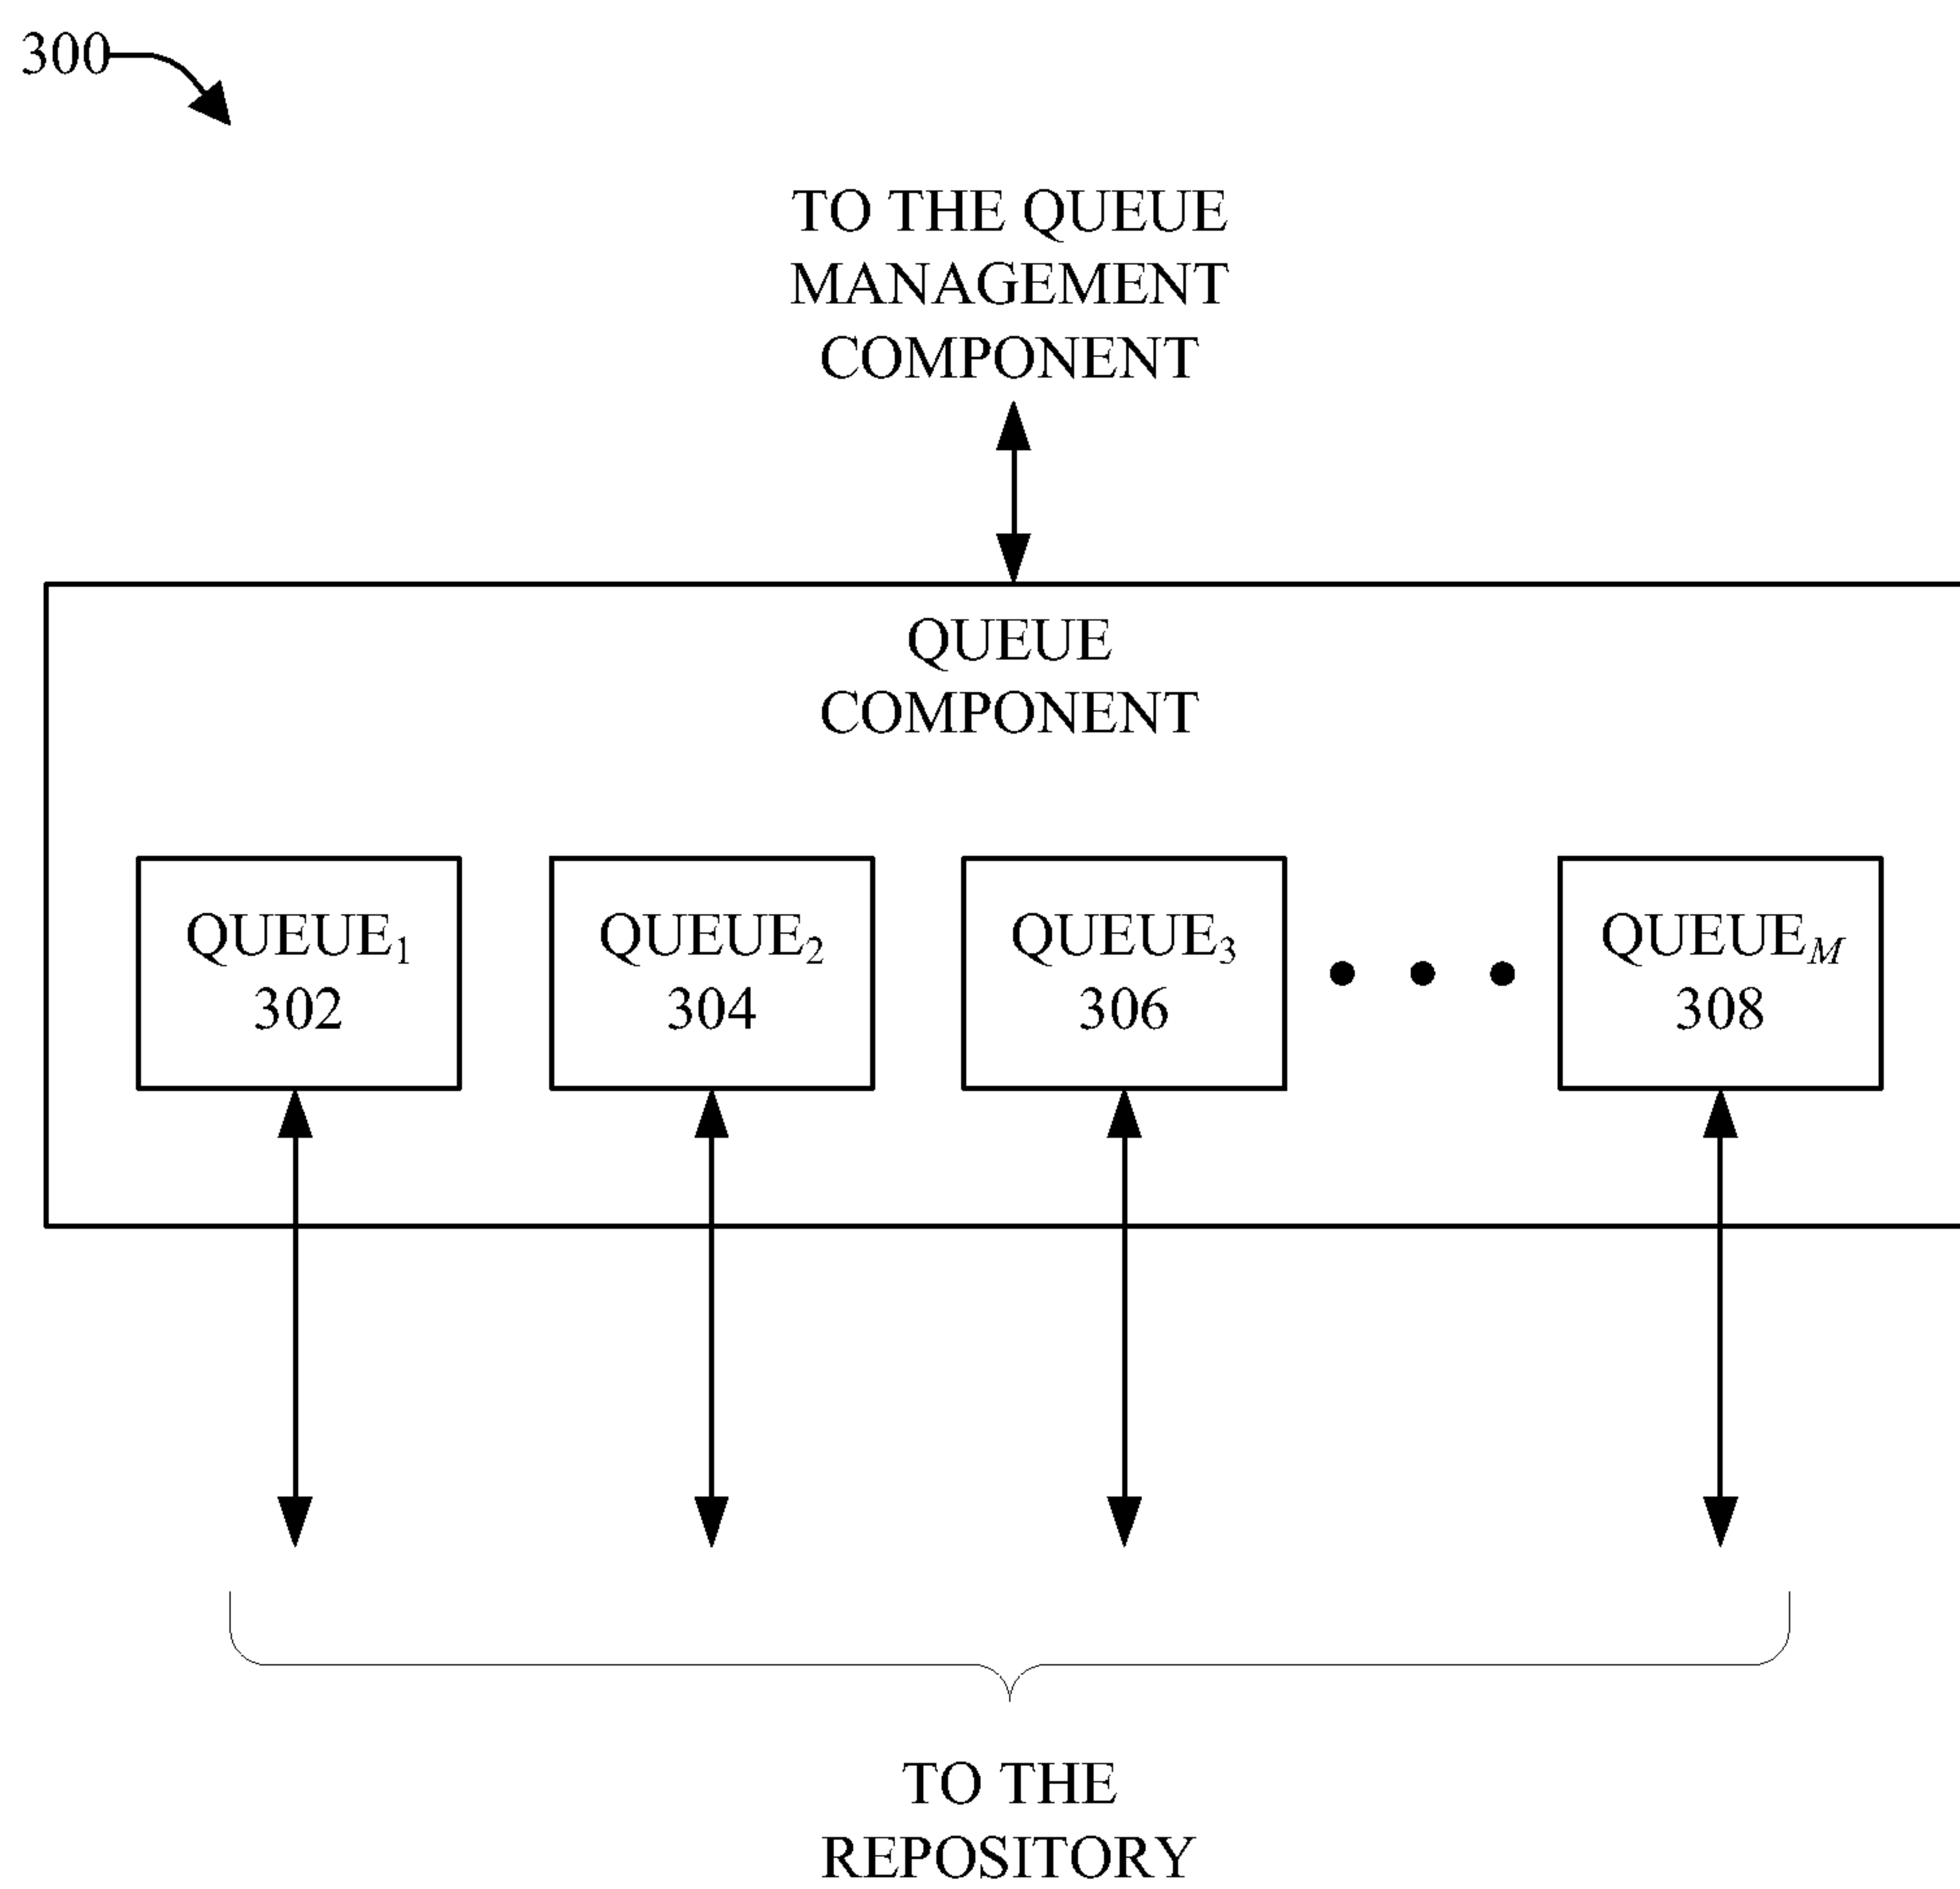 300
TO THE QUEUE
MANAGEMENT
COMPONENT
QUEUE
COMPONENT
QUEUE1
302
QUEUE2
304
QUEUE3
306
QUEUEM
308
TO THE
REPOSITORY